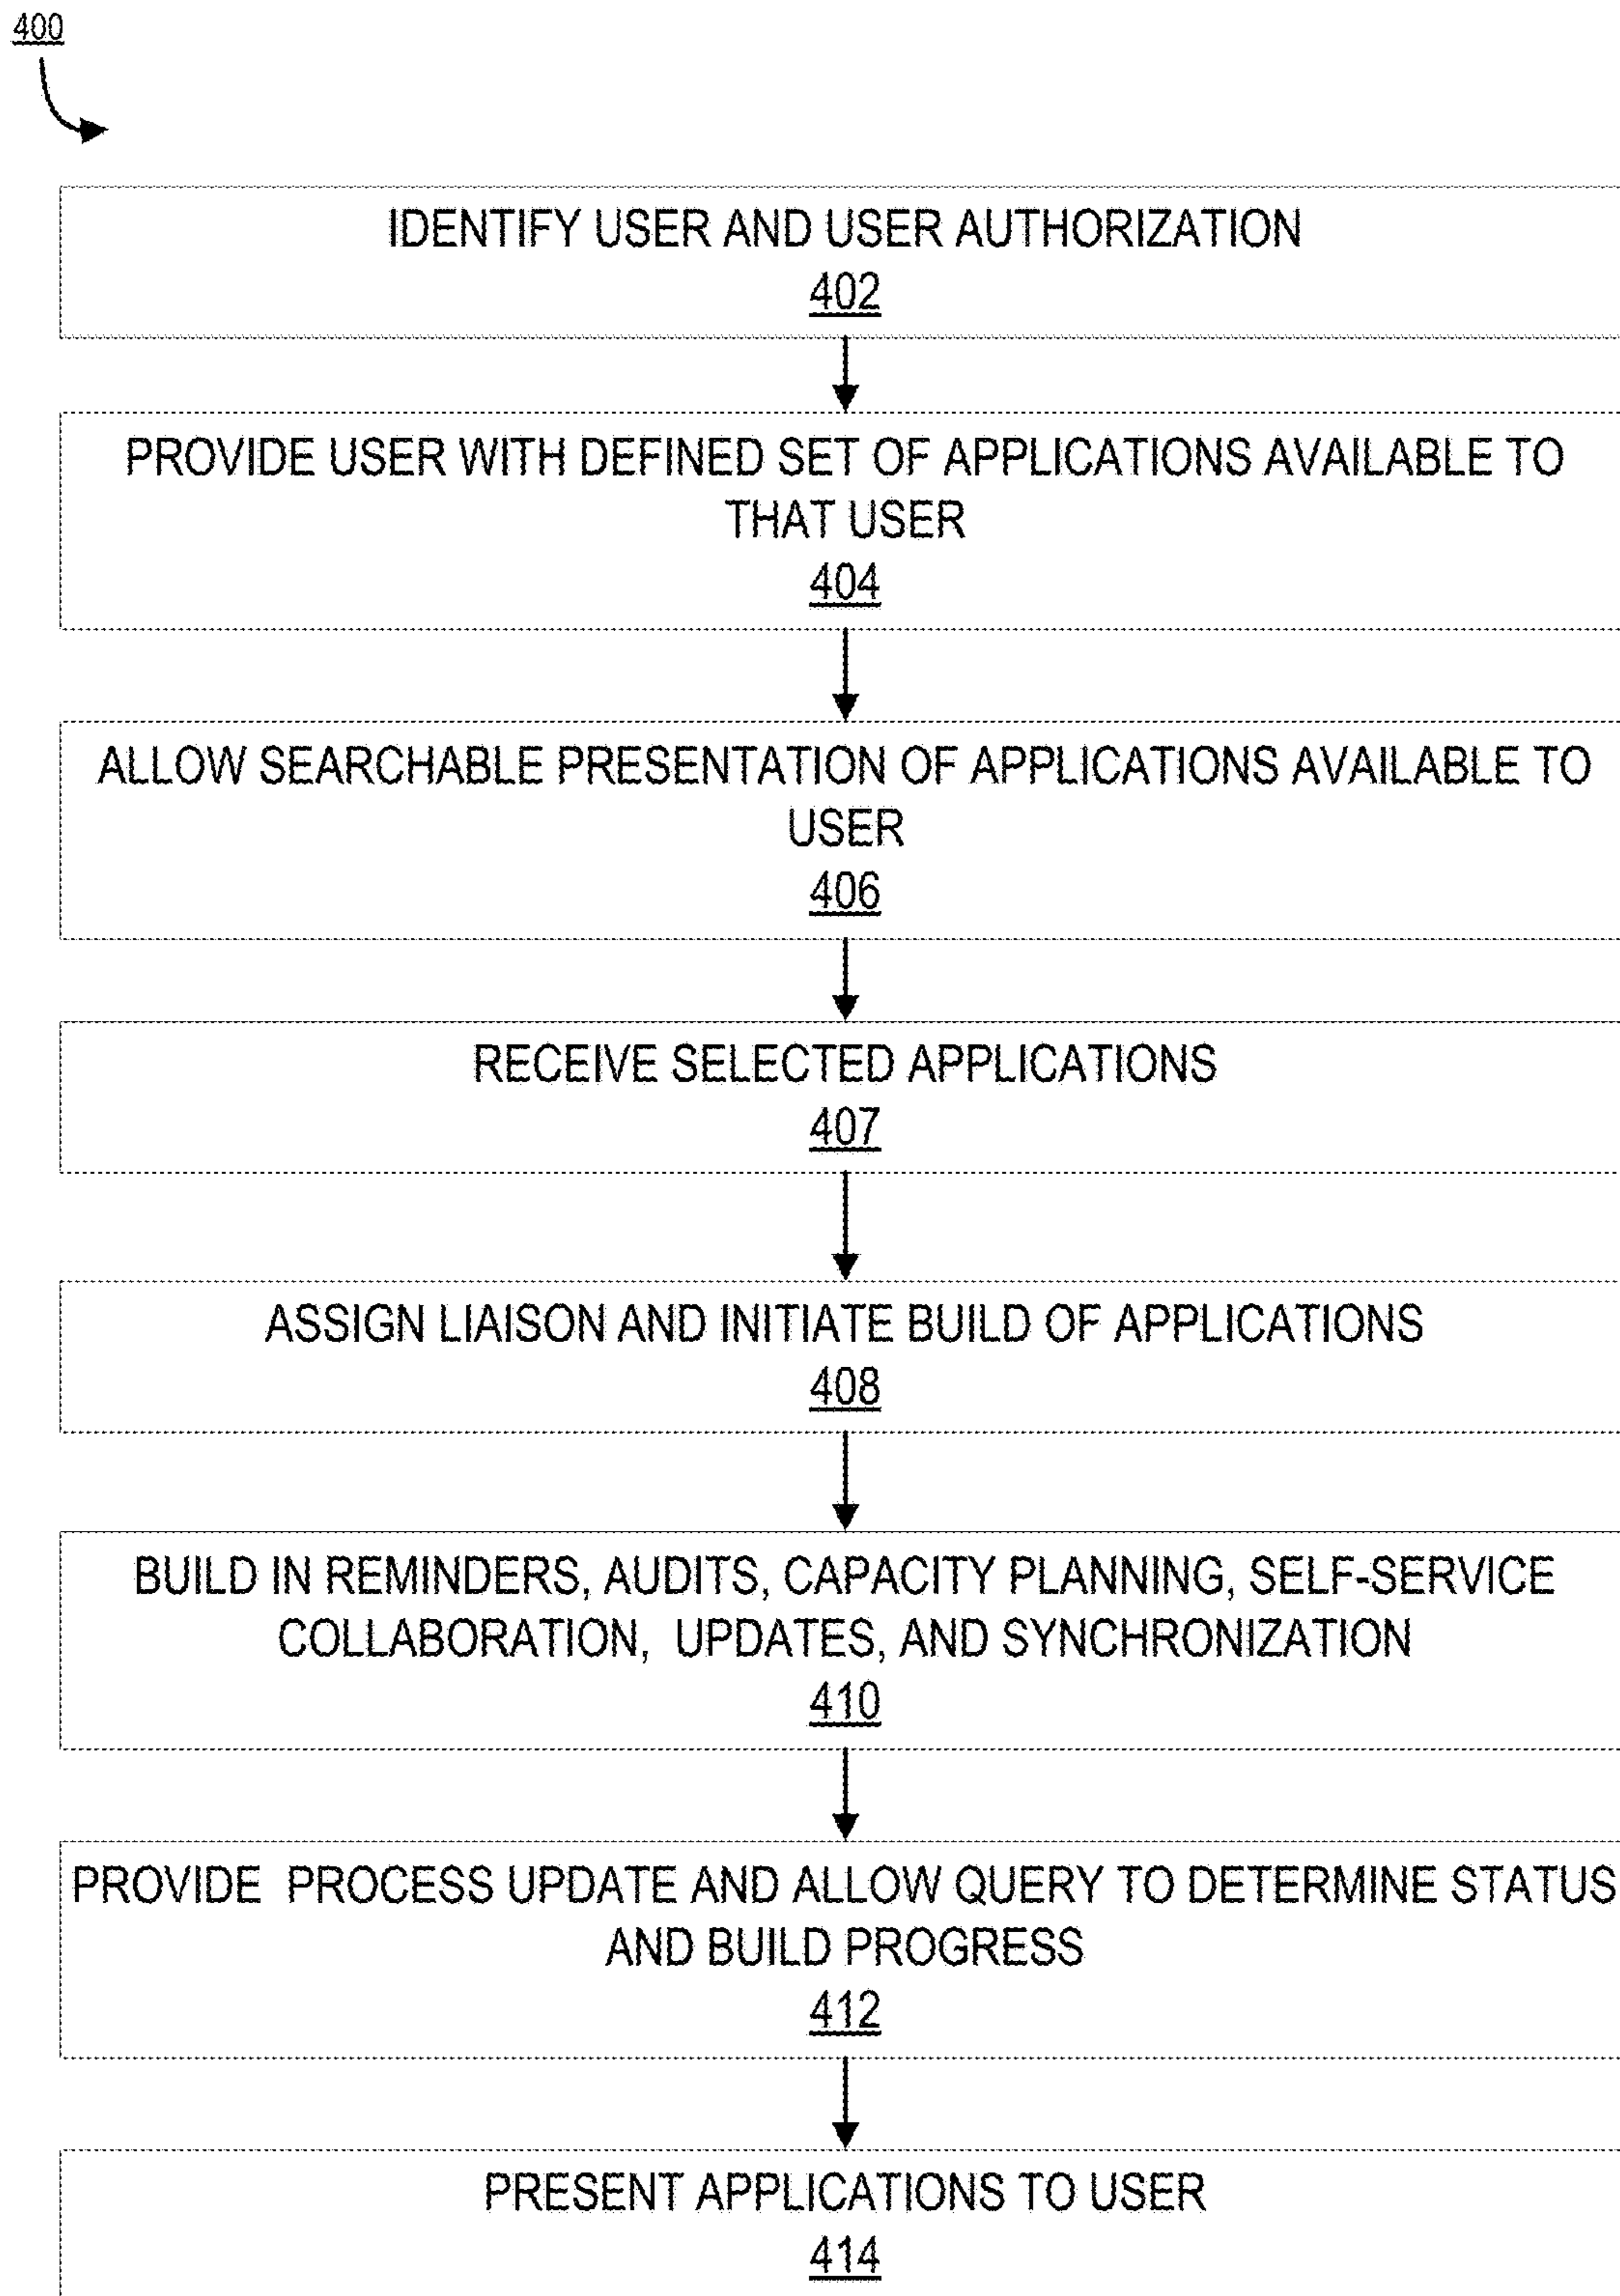 400
IDENTIFY USER AND USER AUTHORIZATION
402
PROVIDE USER WITH DEFINED SET OF APPLICATIONS AVAILABLE TO
THAT USER
404
ALLOW SEARCHABLE PRESENTATION OF APPLICATIONS AVAILABLE TO
USER
406
RECEIVE SELECTED APPLICATIONS
407
ASSIGN LIAISON AND INITIATE BUILD OF APPLICATIONS
408
BUILD IN REMINDERS, AUDITS, CAPACITY PLANNING, SELF-SERVICE
COLLABORATION, UPDATES, AND SYNCHRONIZATION
410
PROVIDE PROCESS UPDATE AND ALLOW QUERY TO DETERMINE STATUS
AND BUILD PROGRESS
412
PRESENT APPLICATIONS TO USER
414